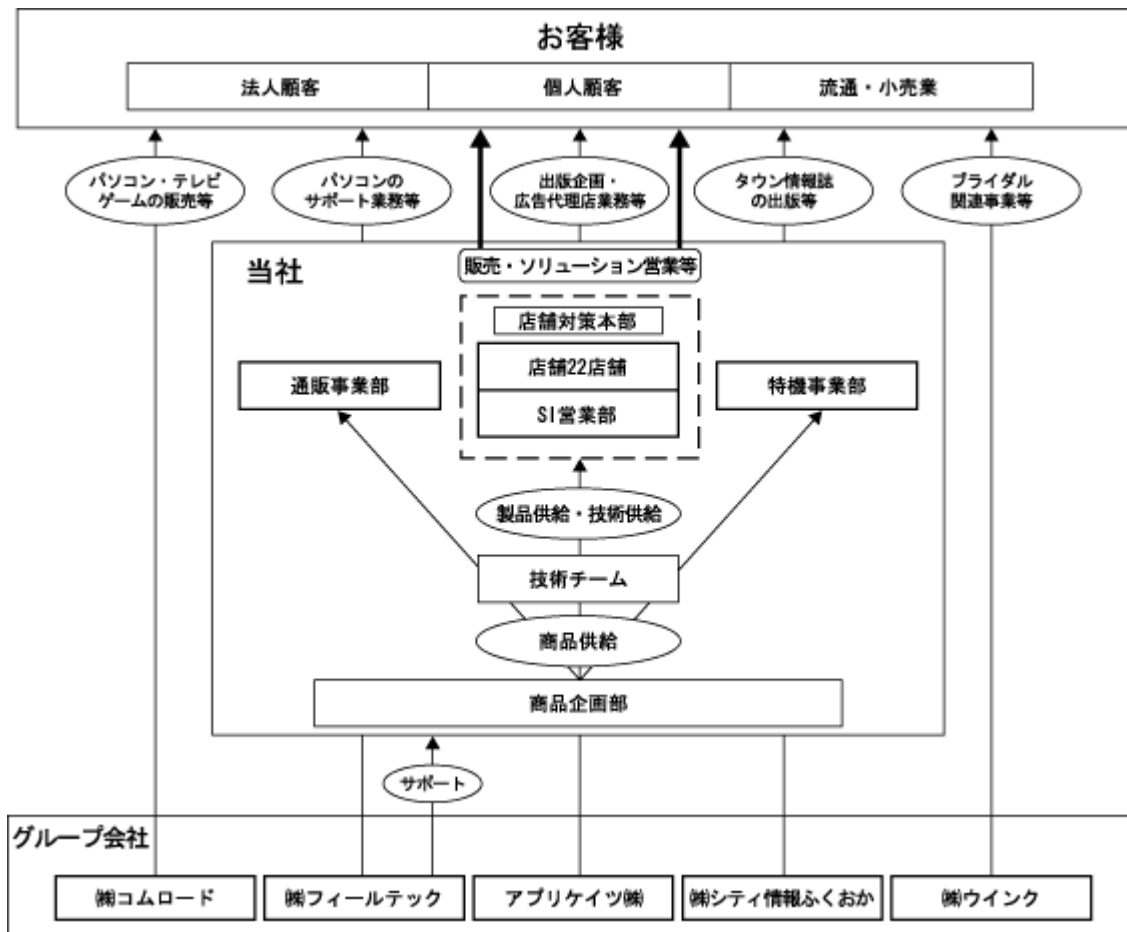 お客様
法人顧客
個人顧客
流通・小売業
パソコン・テレビ
ゲームの販売等
パソコンの
サポート業務等
出版企画・
広告代理店業務等
タウン情報誌
の出版等
ブライダル
関連事業等
当社
販売・ソリューション営業等
店舗対策本部
通販事業部
店舗22店舗
特機事業部
SI営業部
製品供給・技術供給
技術チーム
商品供給
商品企画部
サポート
グループ会社
㈱コムロード
㈱フィールテック
アプリケイツ㈱
㈱シティ情報ふくおか
㈱ウインク